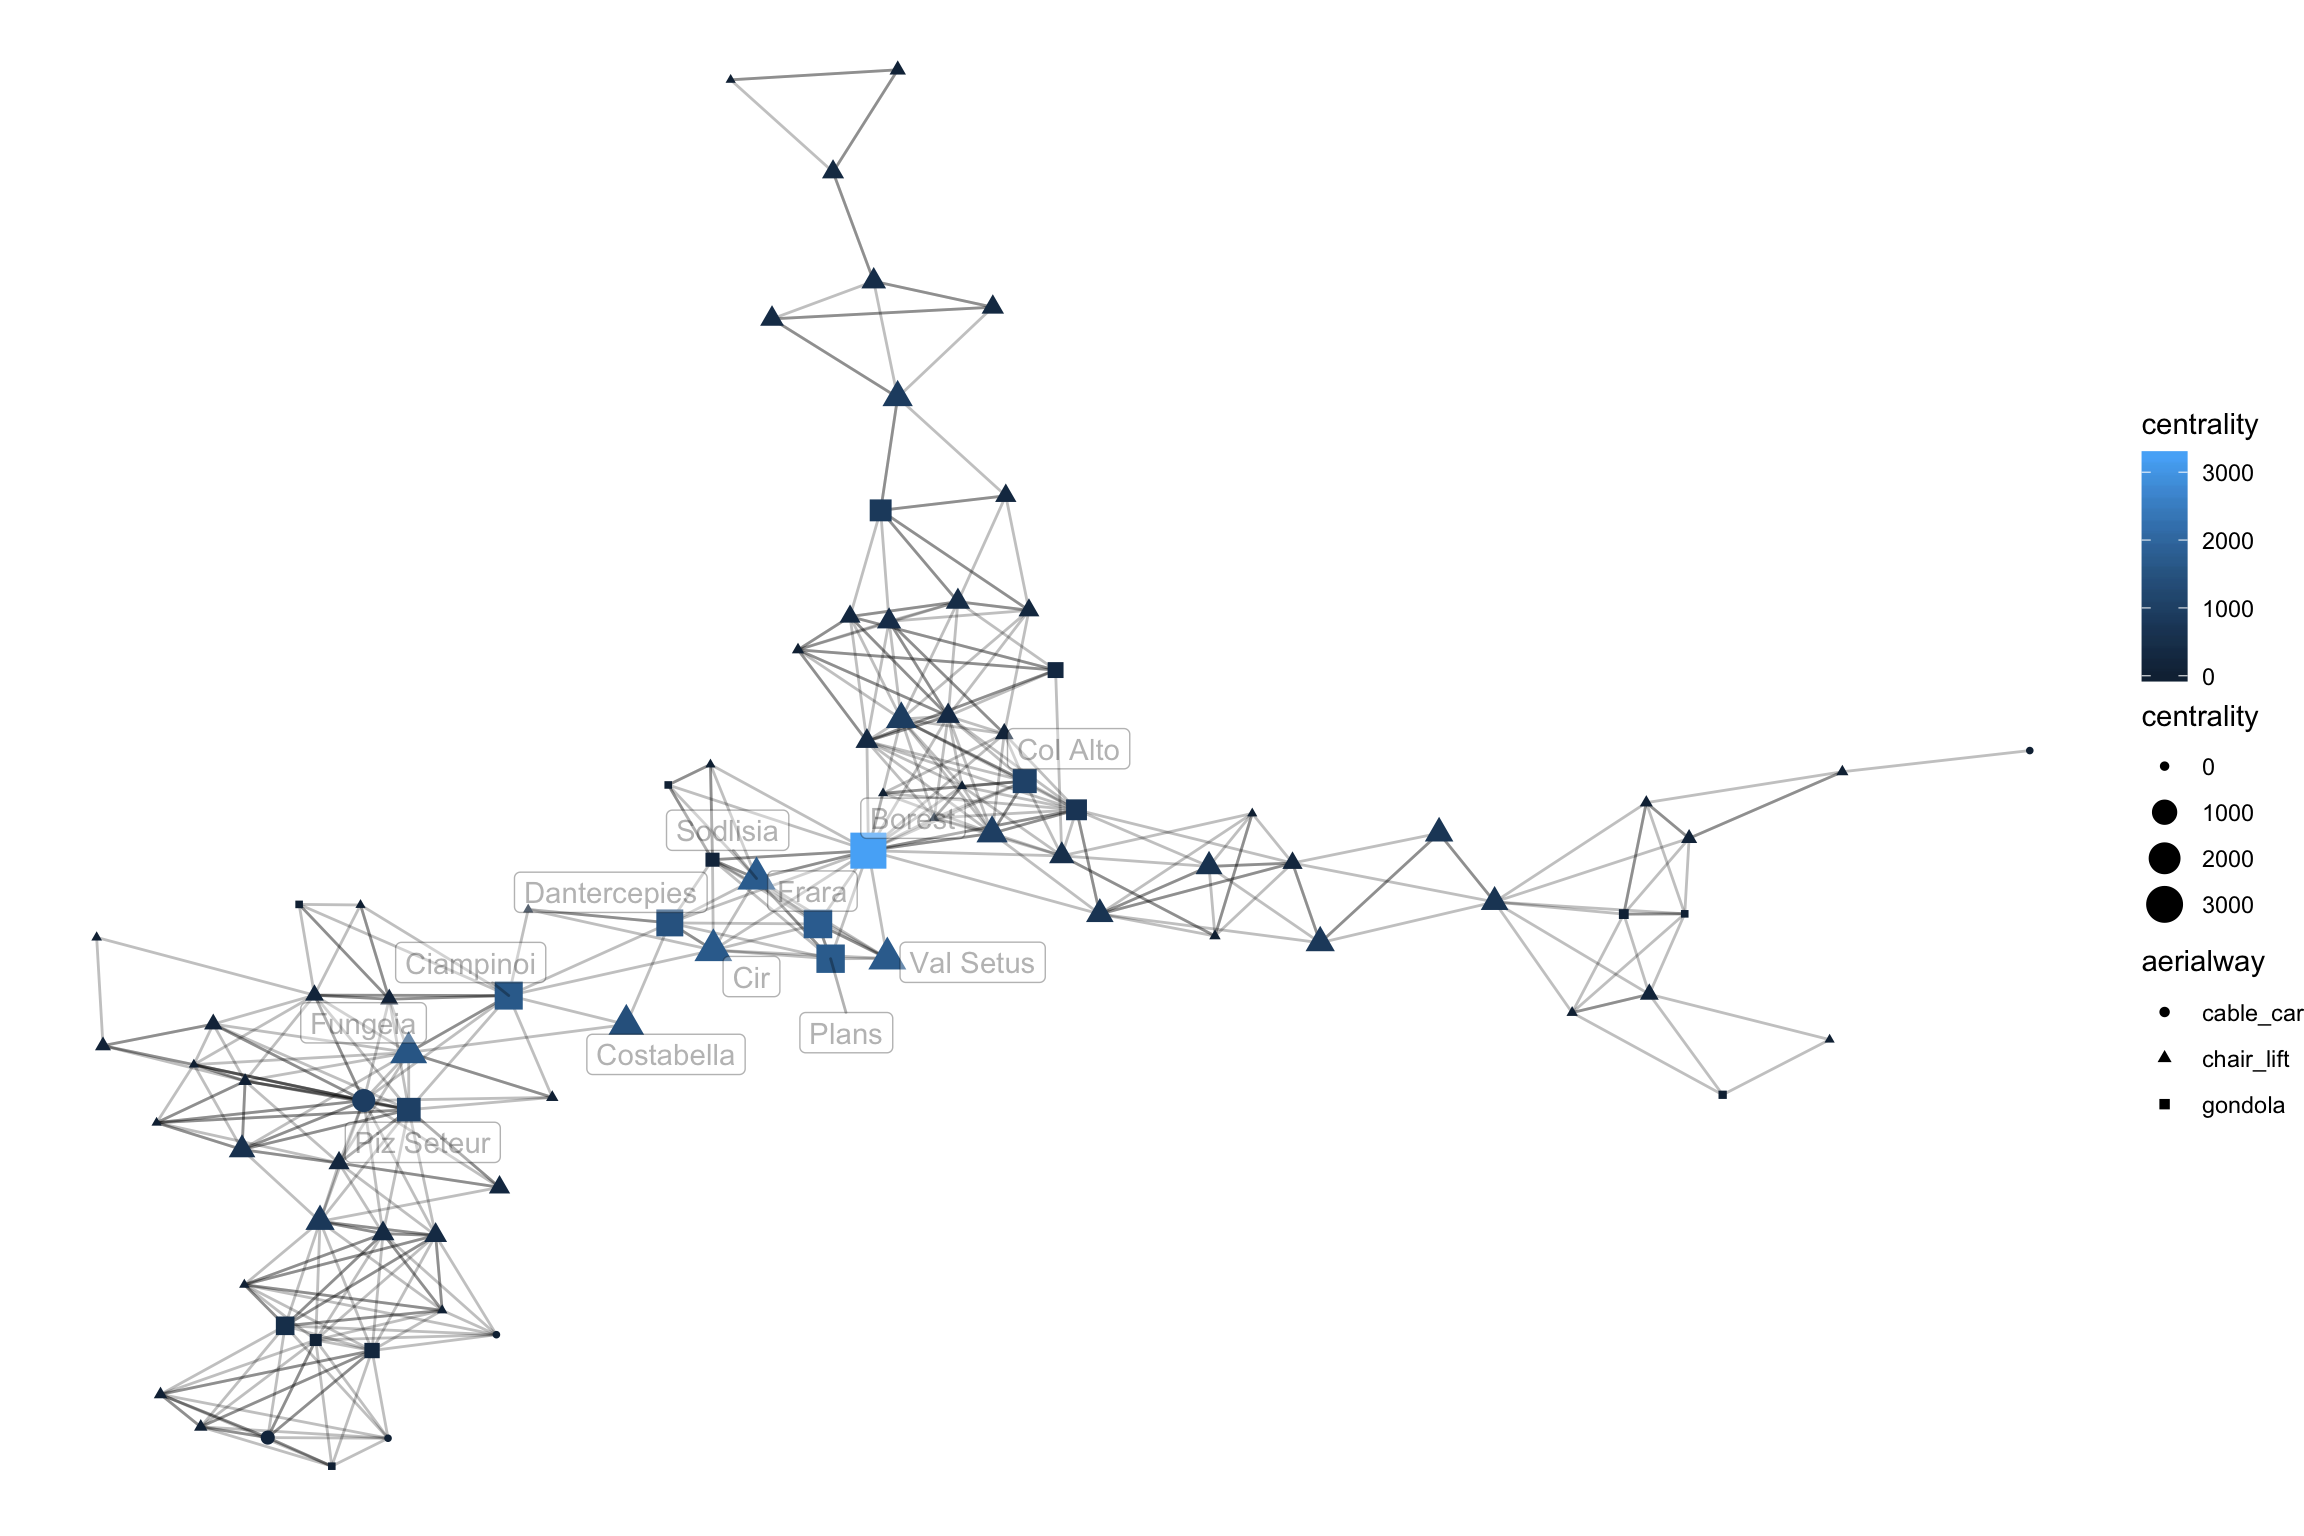 Col Alto
Borest
Sodlisia
Dantercepies
Frara
Ciampinoi
Val Setus
Cir
Fungeia
Plans
Costabella
Piz Seteur
centrality
3000
2000
1000
0
centrality
0
1000
2000
3000
aerialway
cable_car
chair_lift
gondola